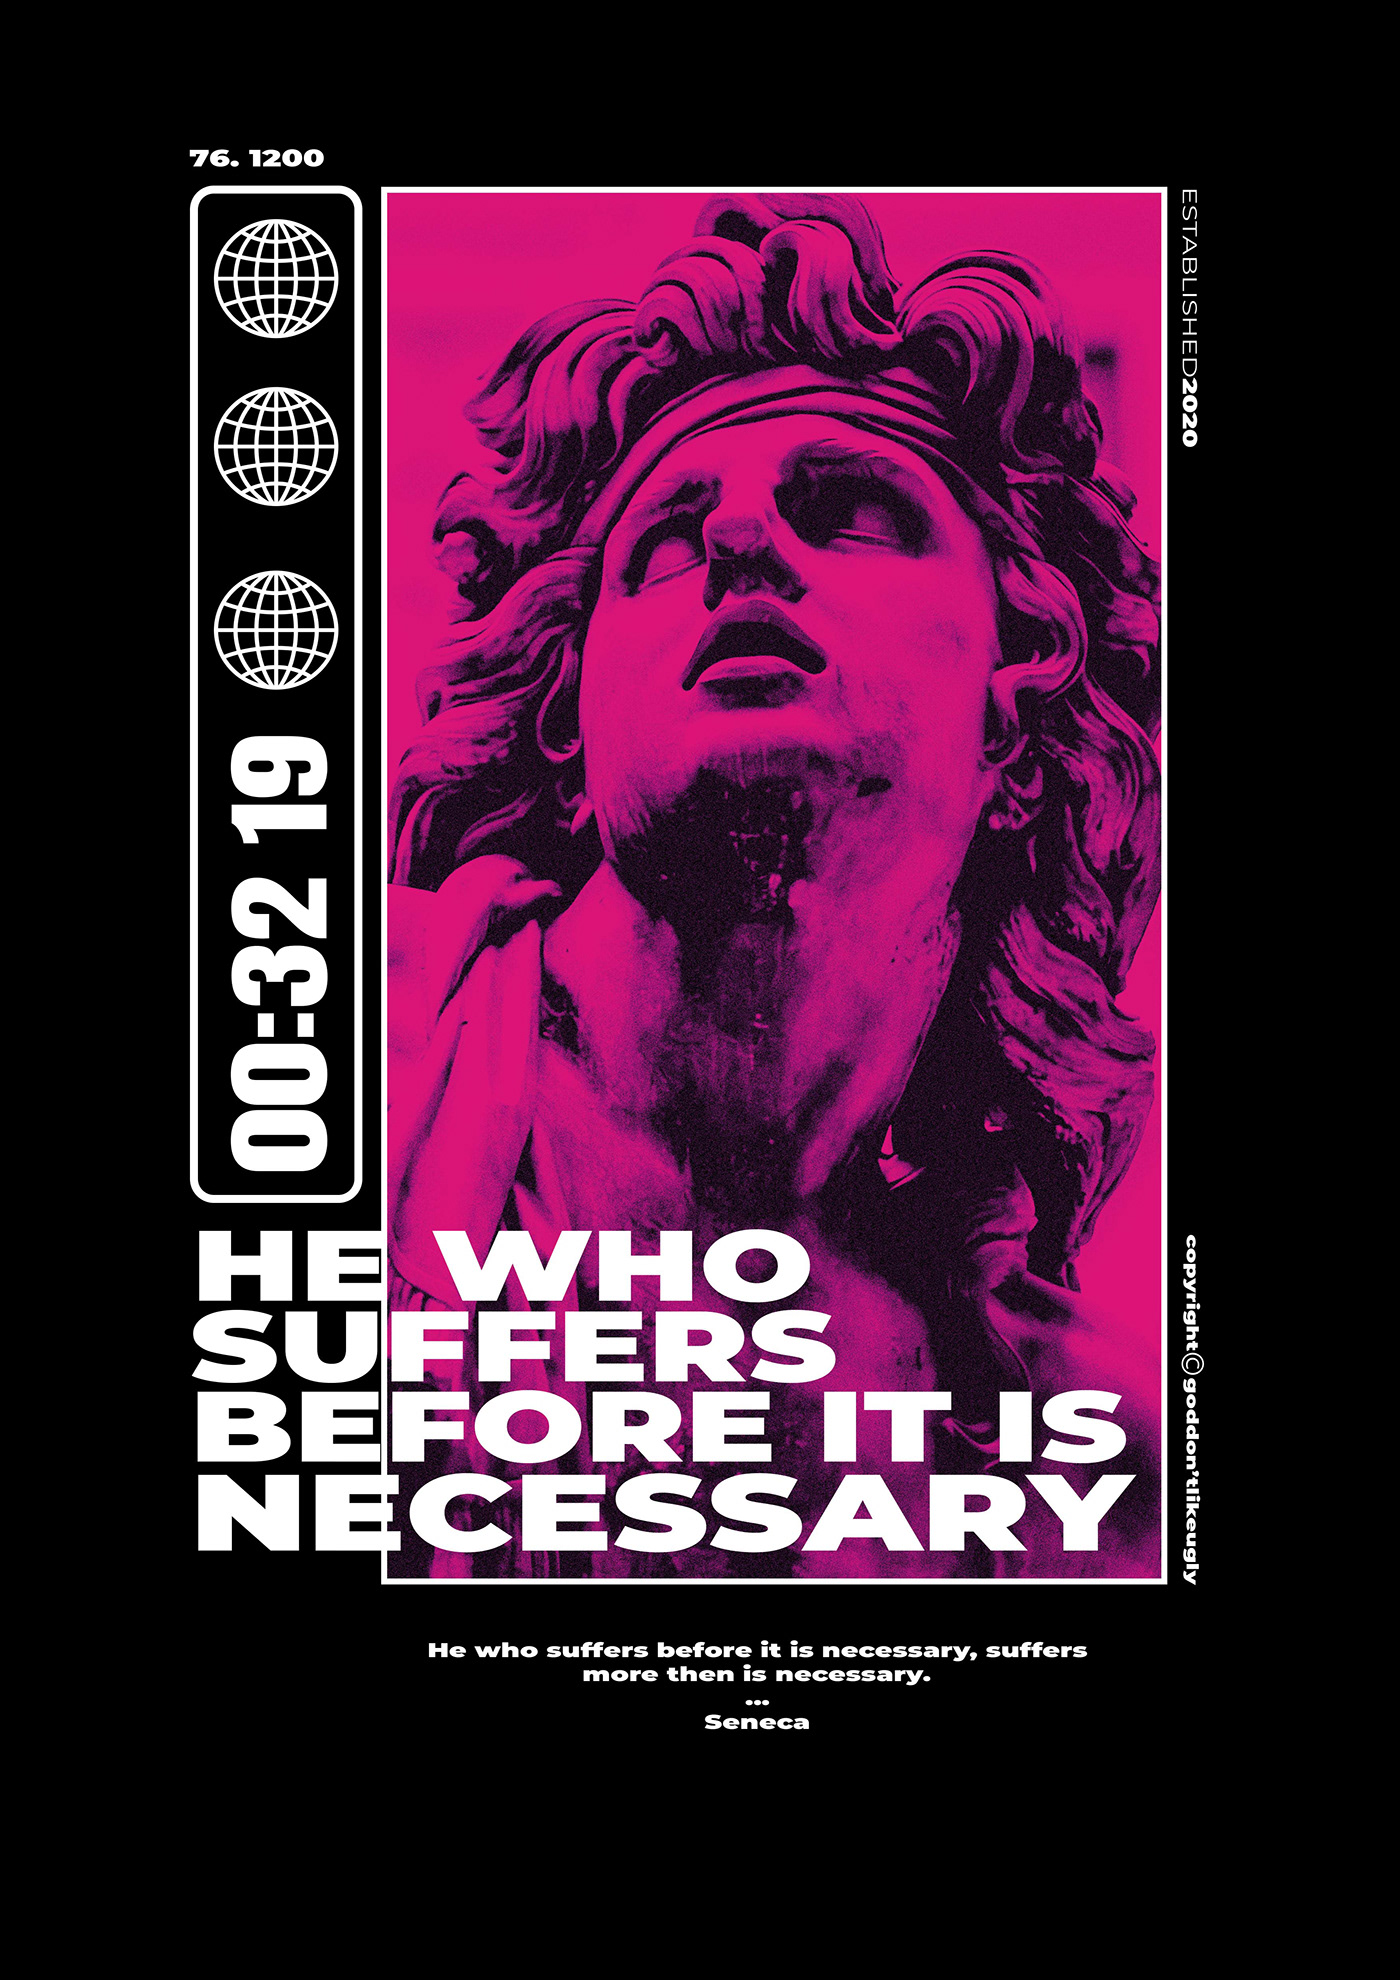 76. 1200
ESTABLISHED2020
00:32 19
HE WHO
SUFFERS
BEFORE IT IS
NECESSARY
copyright©goddon'tlikeugly
He who suffers before it is necessary, suffers
more then is necessary.
...
Seneca